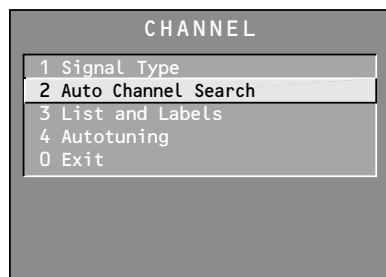 CHANNEL
1 Signal Type
2 Auto Channel Search
3 List and Labels
4 Autotuning
0 Exit